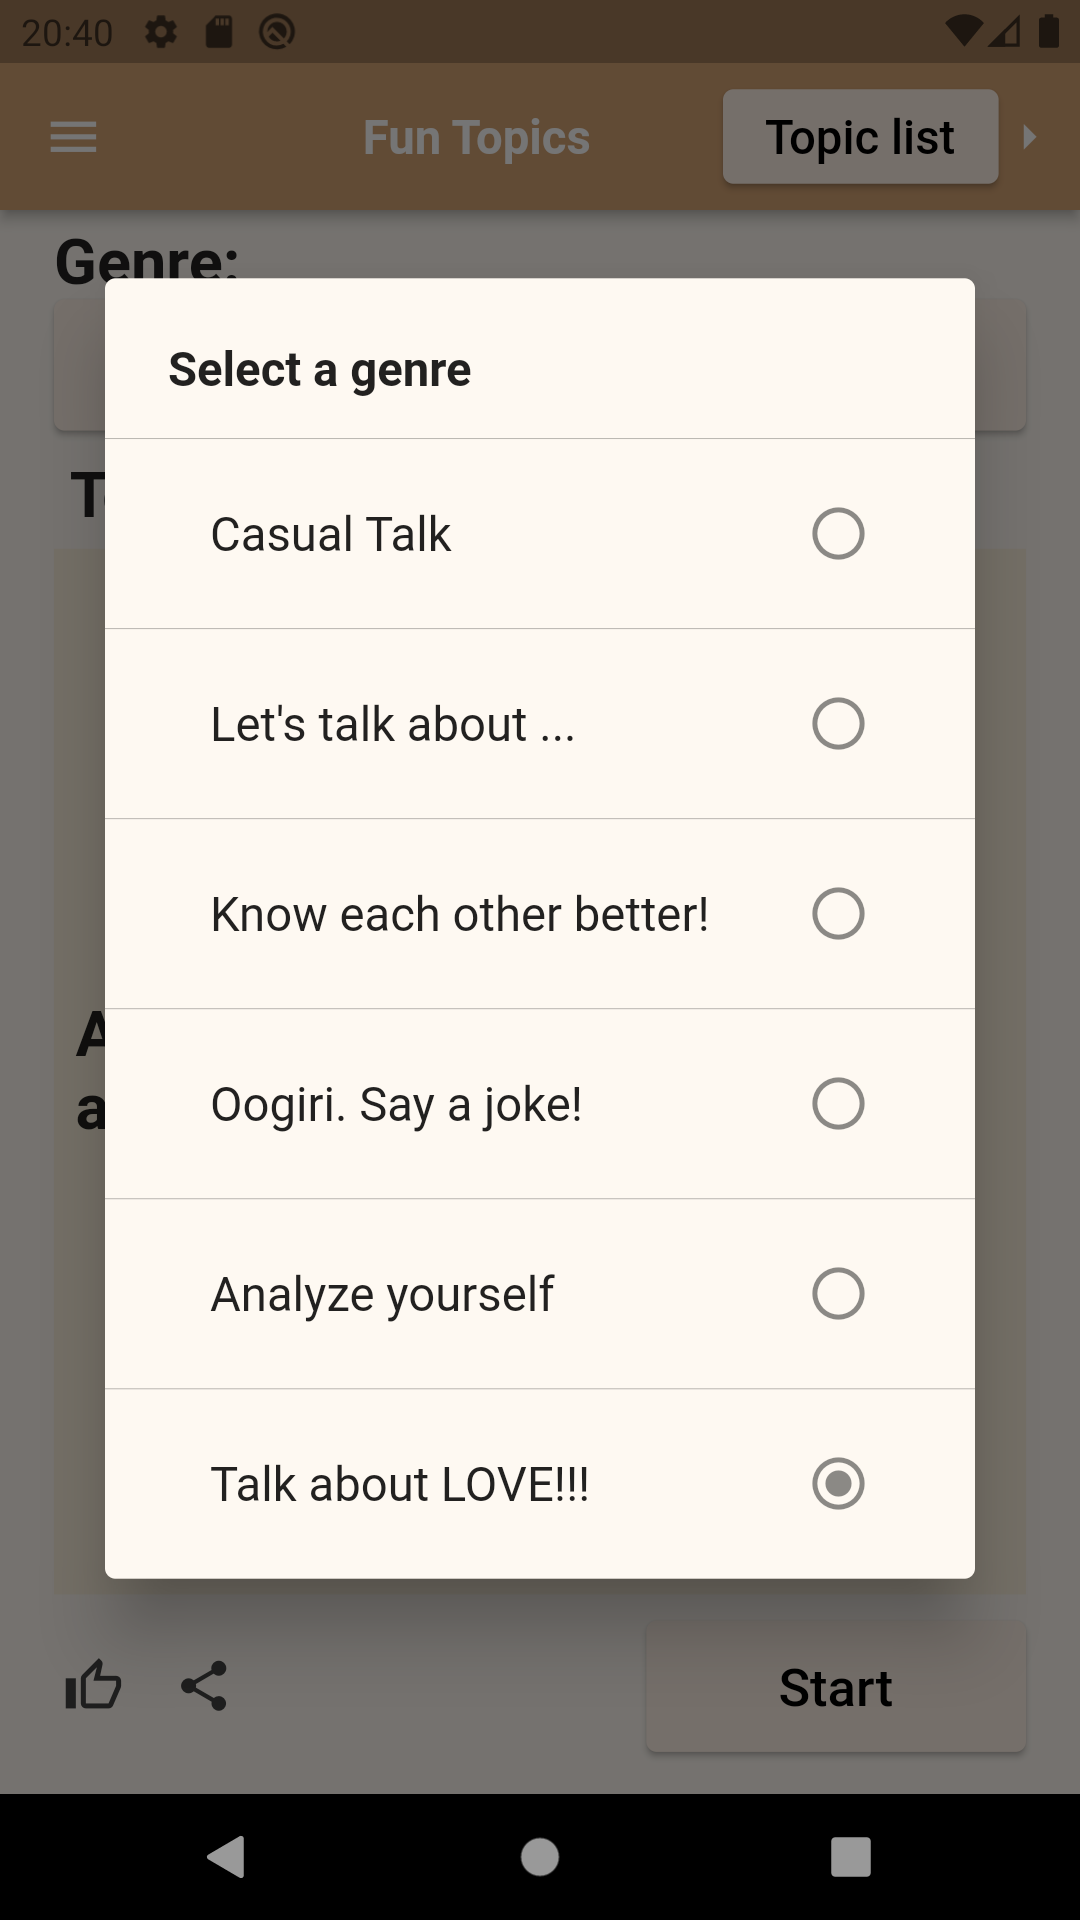 20:40
Fun Topics
Topic list
Genre:
Select a genre
Casual Talk
Let's talk about ...
Know each other better!
Oogiri. Say a joke!
Analyze yourself
Talk about LOVE!!!
Start